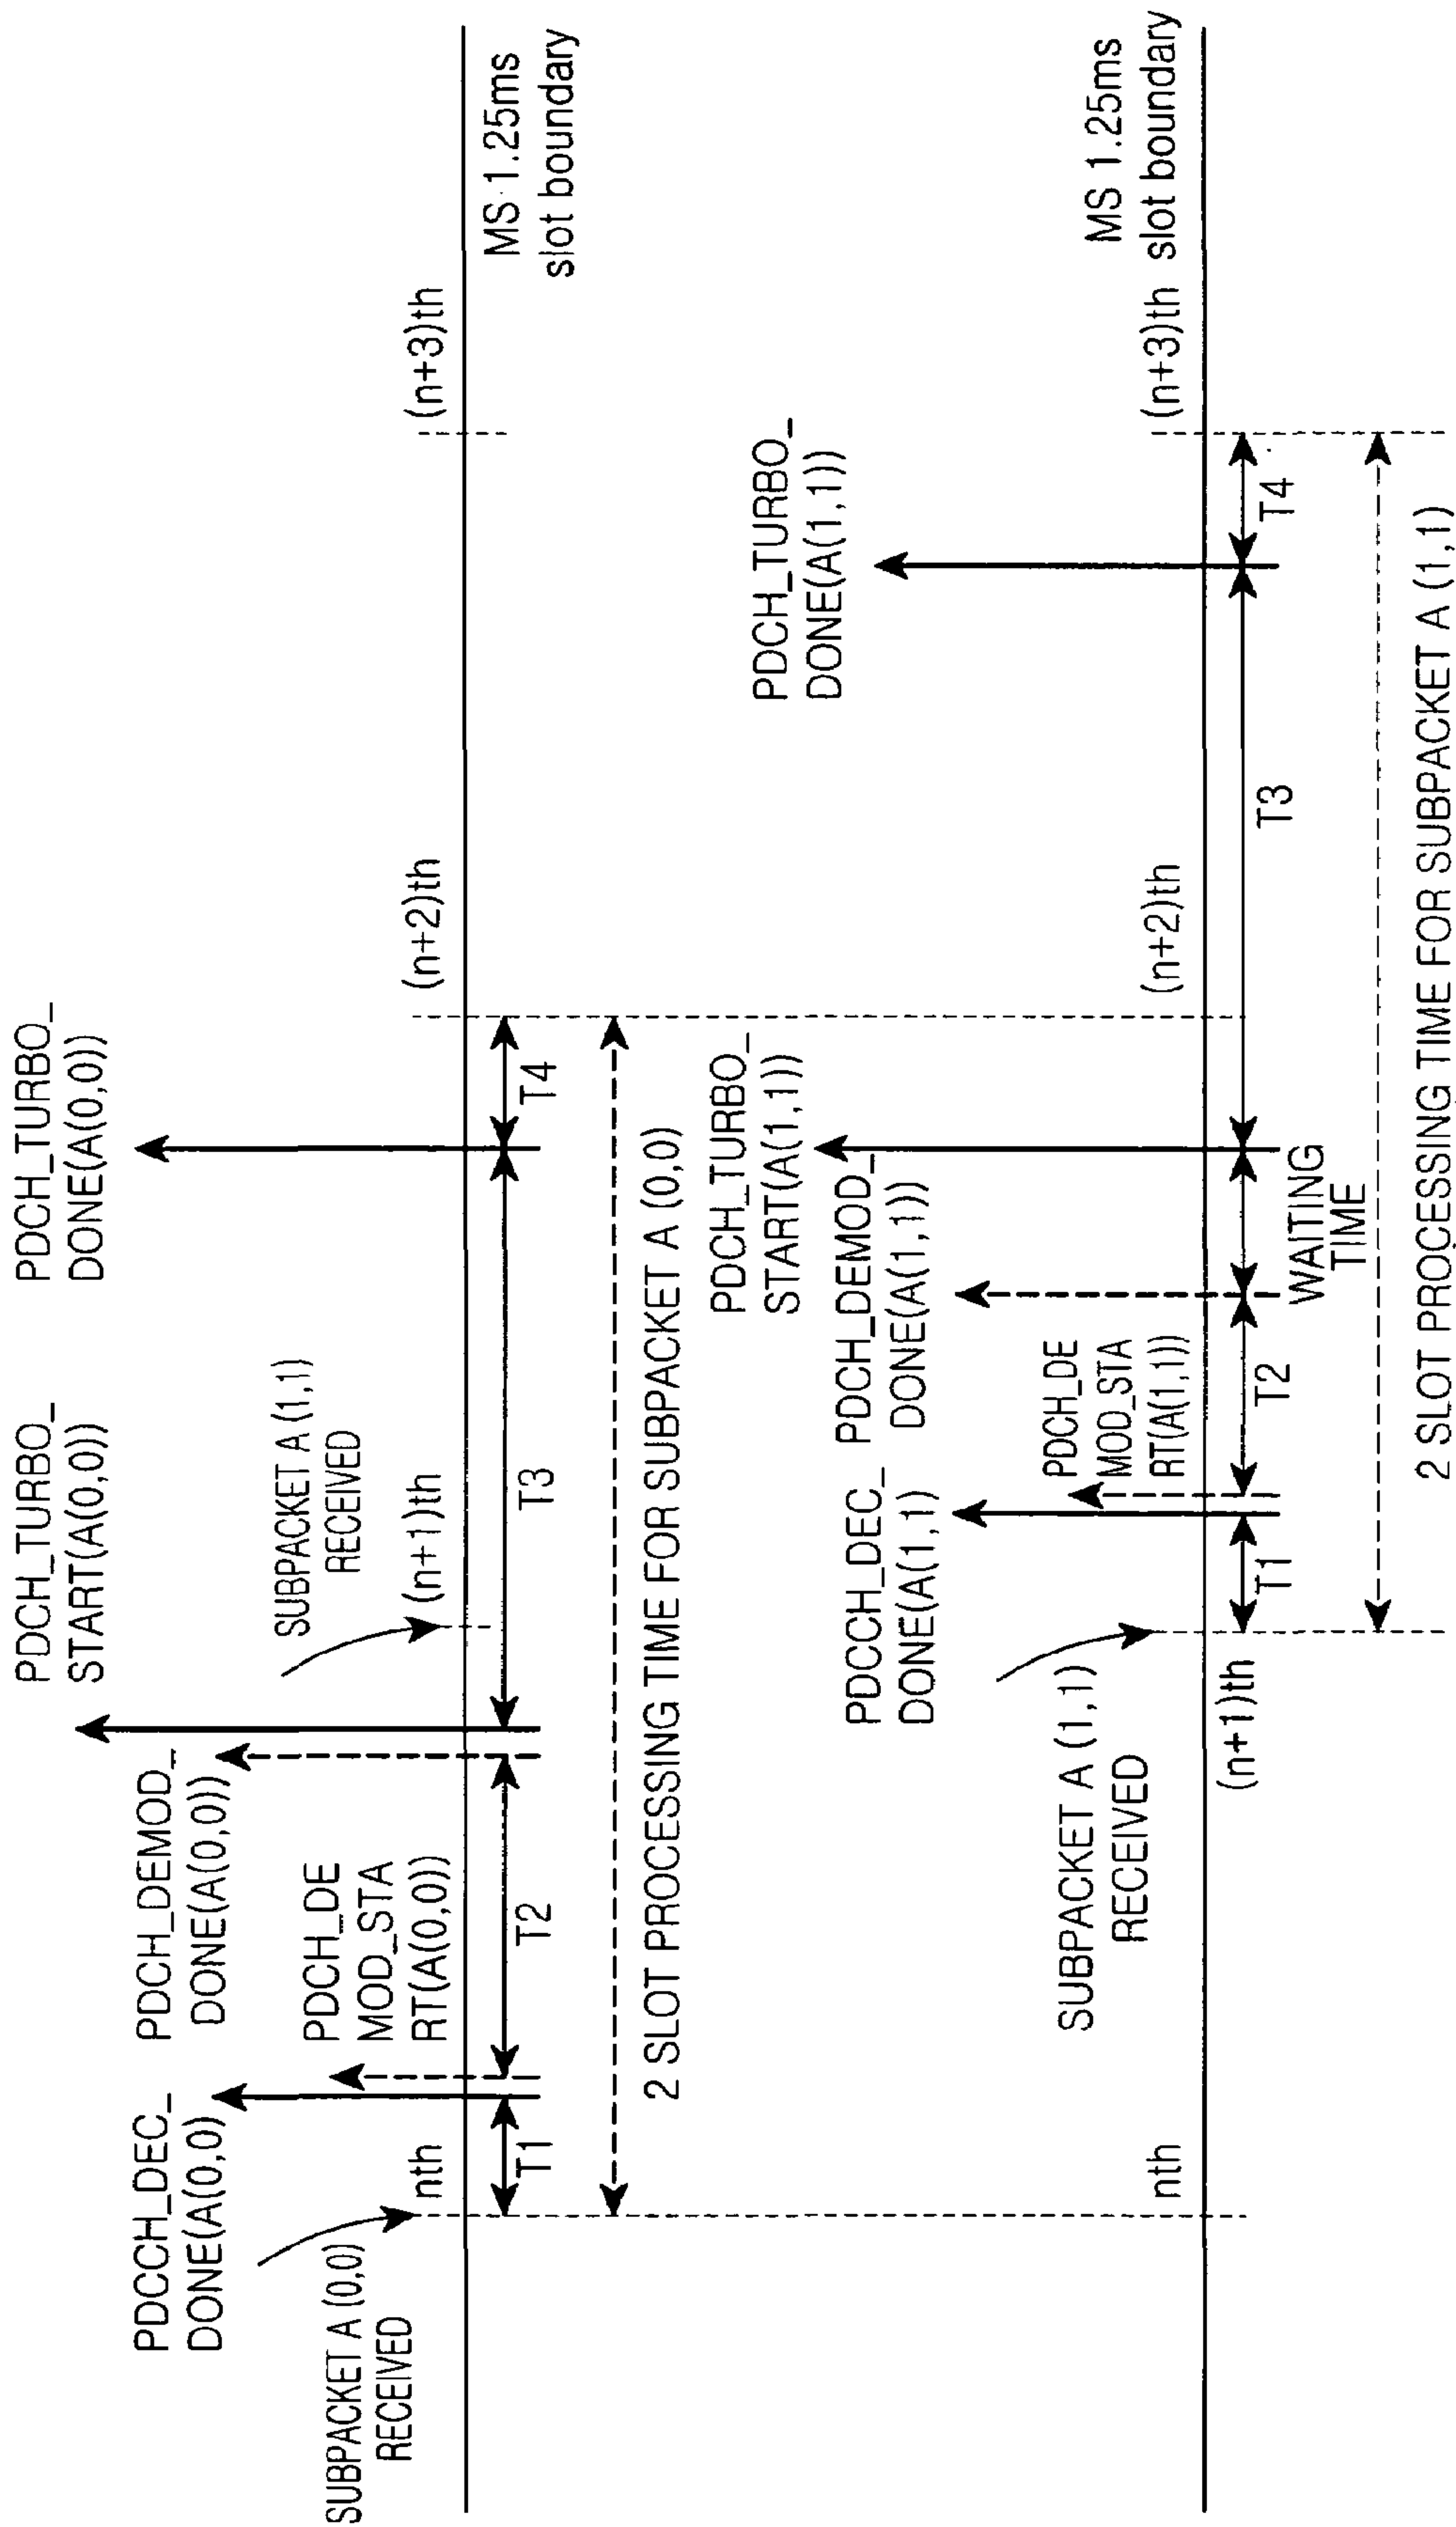 PDCH_TURBO_
START(A(0,0))
PDCH_TURBO_
DONE(A(0,0))
PDCCH_DEC_
DONE(A(0,0)
PDCH_DEMOD_
DONE(A(0,0))
PDCH_DE
MOD_STA
RT(A(0,0))
SUBPACKET A (0,0)
RECEIVED
SUBPACKET A (1,1)
RECEIVED
nth
(n+1)th
(n+2)th
(n+3)th
MS 1.25ms
slot boundary
T1
T2
T3
T4
2 SLOT PROCESSING TIME FOR SUBPACKET A (0,0)
PDCH_TURBO_
START(A(1,1))
PDCH_TURBO_
DONE(A(1,1))
PDCCH_DEC_
DONE(A(1,1)
PDCH_DEMOD_
DONE(A(1,1))
PDCH_DE
MOD_STA
RT(A(1,1))
SUBPACKET A (1,1)
RECEIVED
nth
(n+1)th
(n+2)th
(n+3)th
MS 1.25ms
slot boundary
T1
T2
WAITING
TIME
T3
T4
2 SLOT PROCESSING TIME FOR SUBPACKET A (1,1)